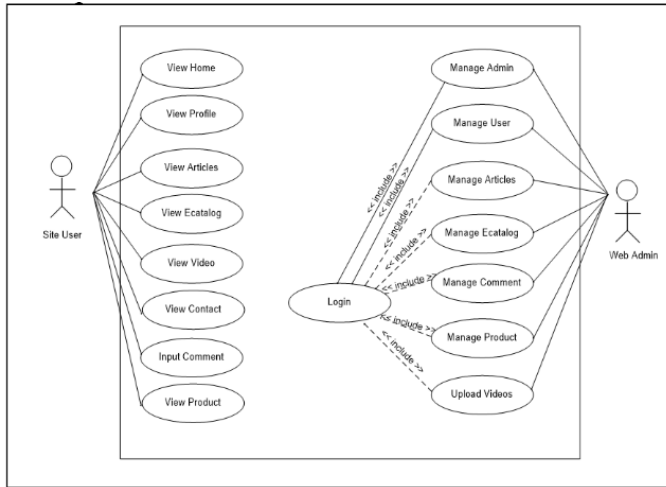 View Home
View Profile
View Articles
View Ecatalog
View Video
View Contact
Input Comment
View Product
Site User
Login
<< include >>
<< include >>
<< include >>
<< include >>
<< include >>
<< include >>
<< include >>
Manage Admin
Manage User
Manage Articles
Manage Ecatalog
Manage Comment
Manage Product
Upload Videos
Web Admin